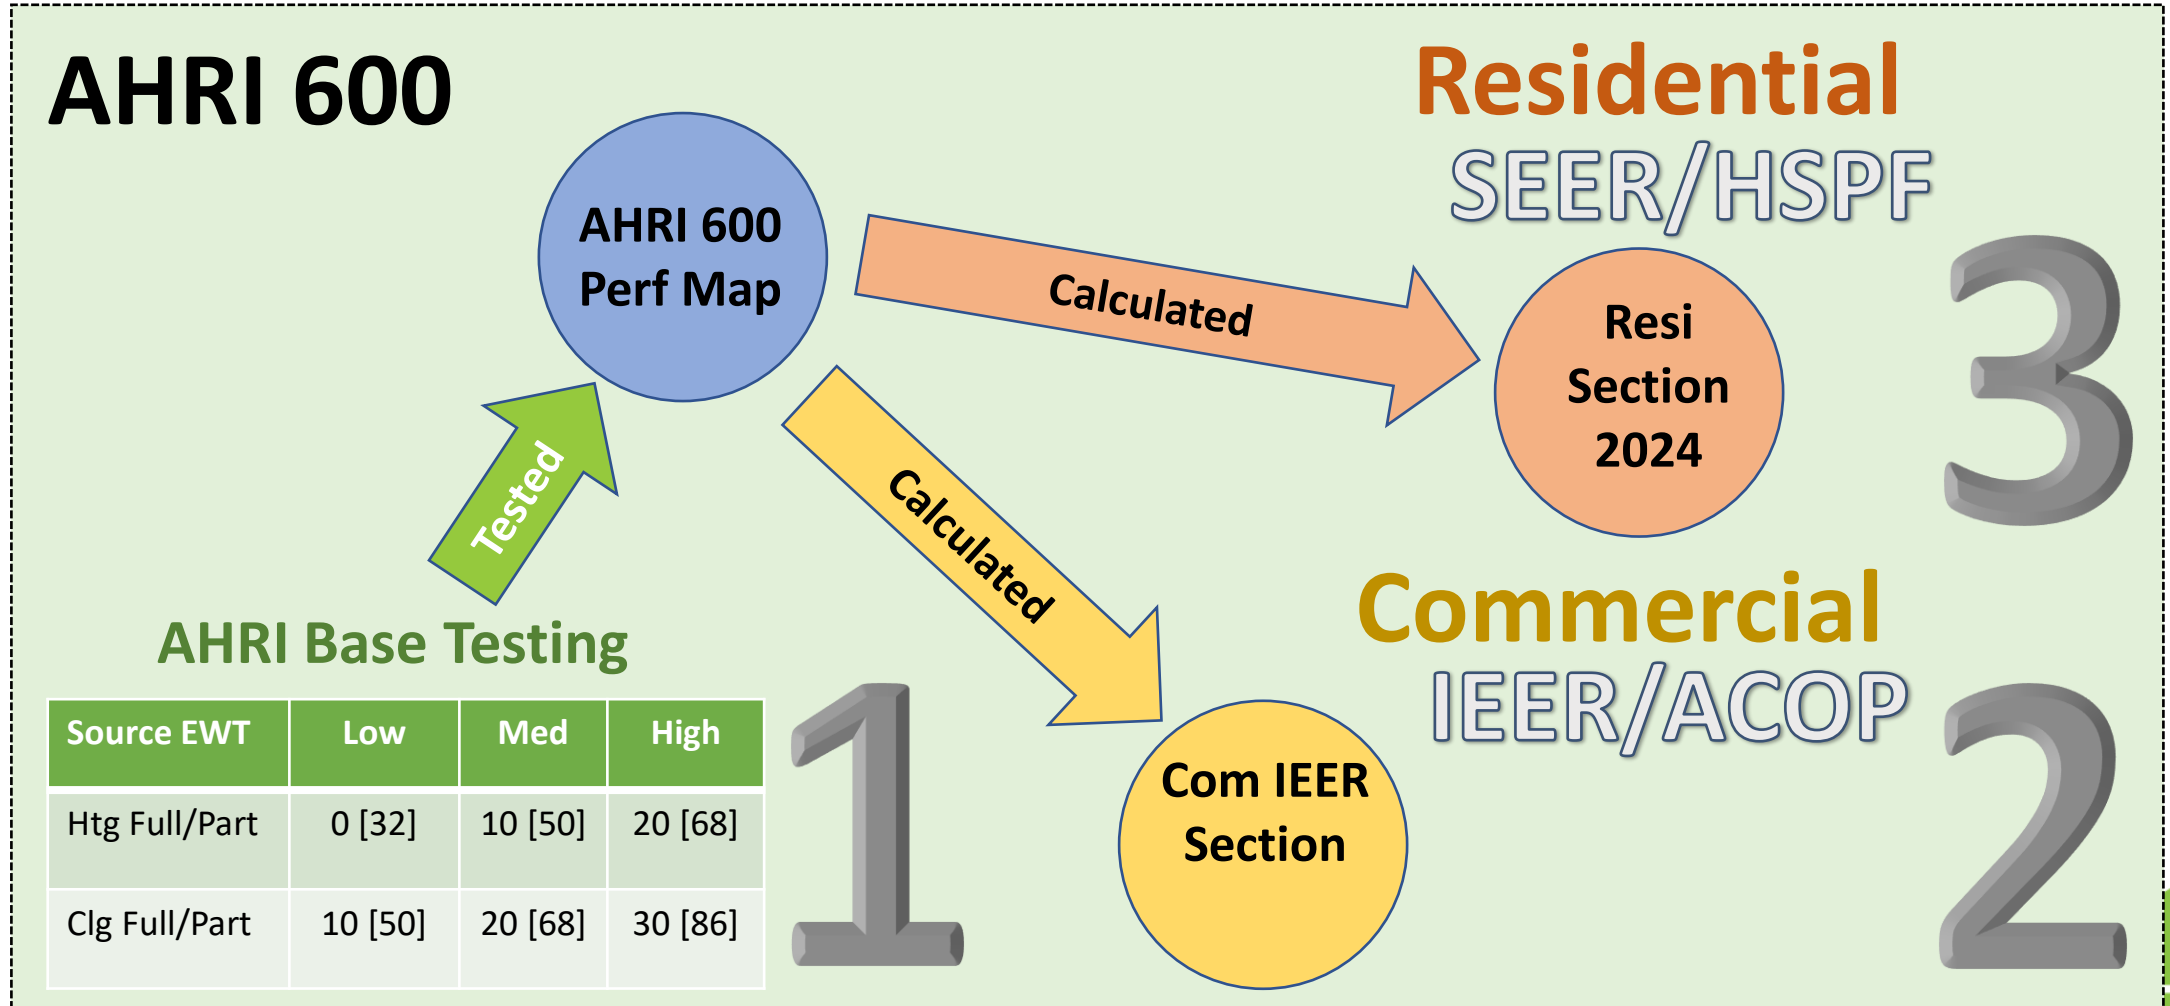 AHRI 600
AHRI 600
Perf Map
Tested
AHRI Base Testing
Source EWT Low Med High
Htg Full/Part 0 [32] 10 [50] 20 [68]
Clg Full/Part 10 [50] 20 [68] 30 [86]
1
Calculated
Residential
SEER/HSPF
Resi
Section
2024
3
Calculated
Commercial
IEER/ACOP
Com IEER
Section
2